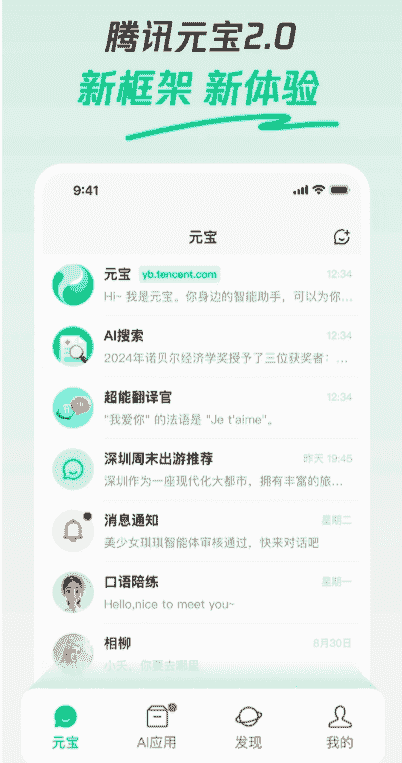 腾讯元宝2.0
新框架 新体验
9:41
元宝
元宝 yb.tencent.com 12:34
Hi~ 我是元宝。你身边的智能助手，可以为你...
AI搜索 12:34
2024年诺贝尔经济学奖授予了三位获奖者：...
超能翻译官 12:34
"我爱你" 的法语是 "Je t'aime"。
深圳周末出游推荐 昨天 19:45
深圳作为一座现代化大都市，拥有丰富的旅...
消息通知 星期二
美少女琪琪智能体审核通过，快来对话吧
口语陪练 星期一
Hello,nice to meet you~
相柳 8月30日
小夭，你要去哪里
元宝 AI应用 发现 我的